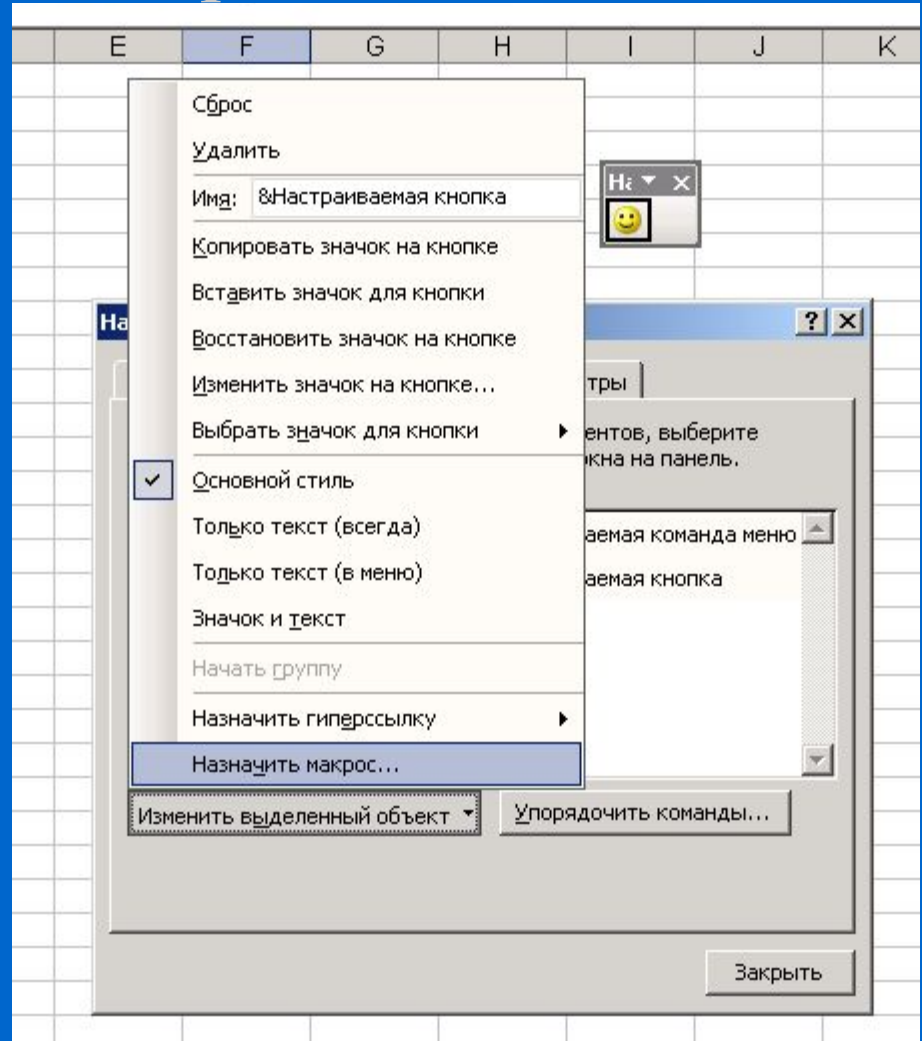 E F G H I J K
Сброс
Удалить
Имя: &Настраиваемая кнопка
На
Копировать значок на кнопке
Вставить значок для кнопки
На ? X
Восстановить значок на кнопке
Изменить значок на кнопке...
тры
Выбрать значок для кнопки
ентов, выберите
окна на панель.
Основной стиль
Только текст (всегда)
аемая команда меню
Только текст (в меню)
аемая кнопка
Значок и текст
Начать группу
Назначить гиперссылку
Назначить макрос...
Изменить выделенный объект
Упорядочить команды...
Закрыть